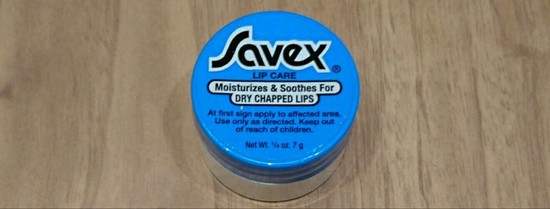 Savex®
LIP CARE
Moisturizes & Soothes For
DRY CHAPPED LIPS
At first sign apply to affected area.
Use only as directed. Keep out
of reach of children.
Net Wt. ¼ oz. 7 g